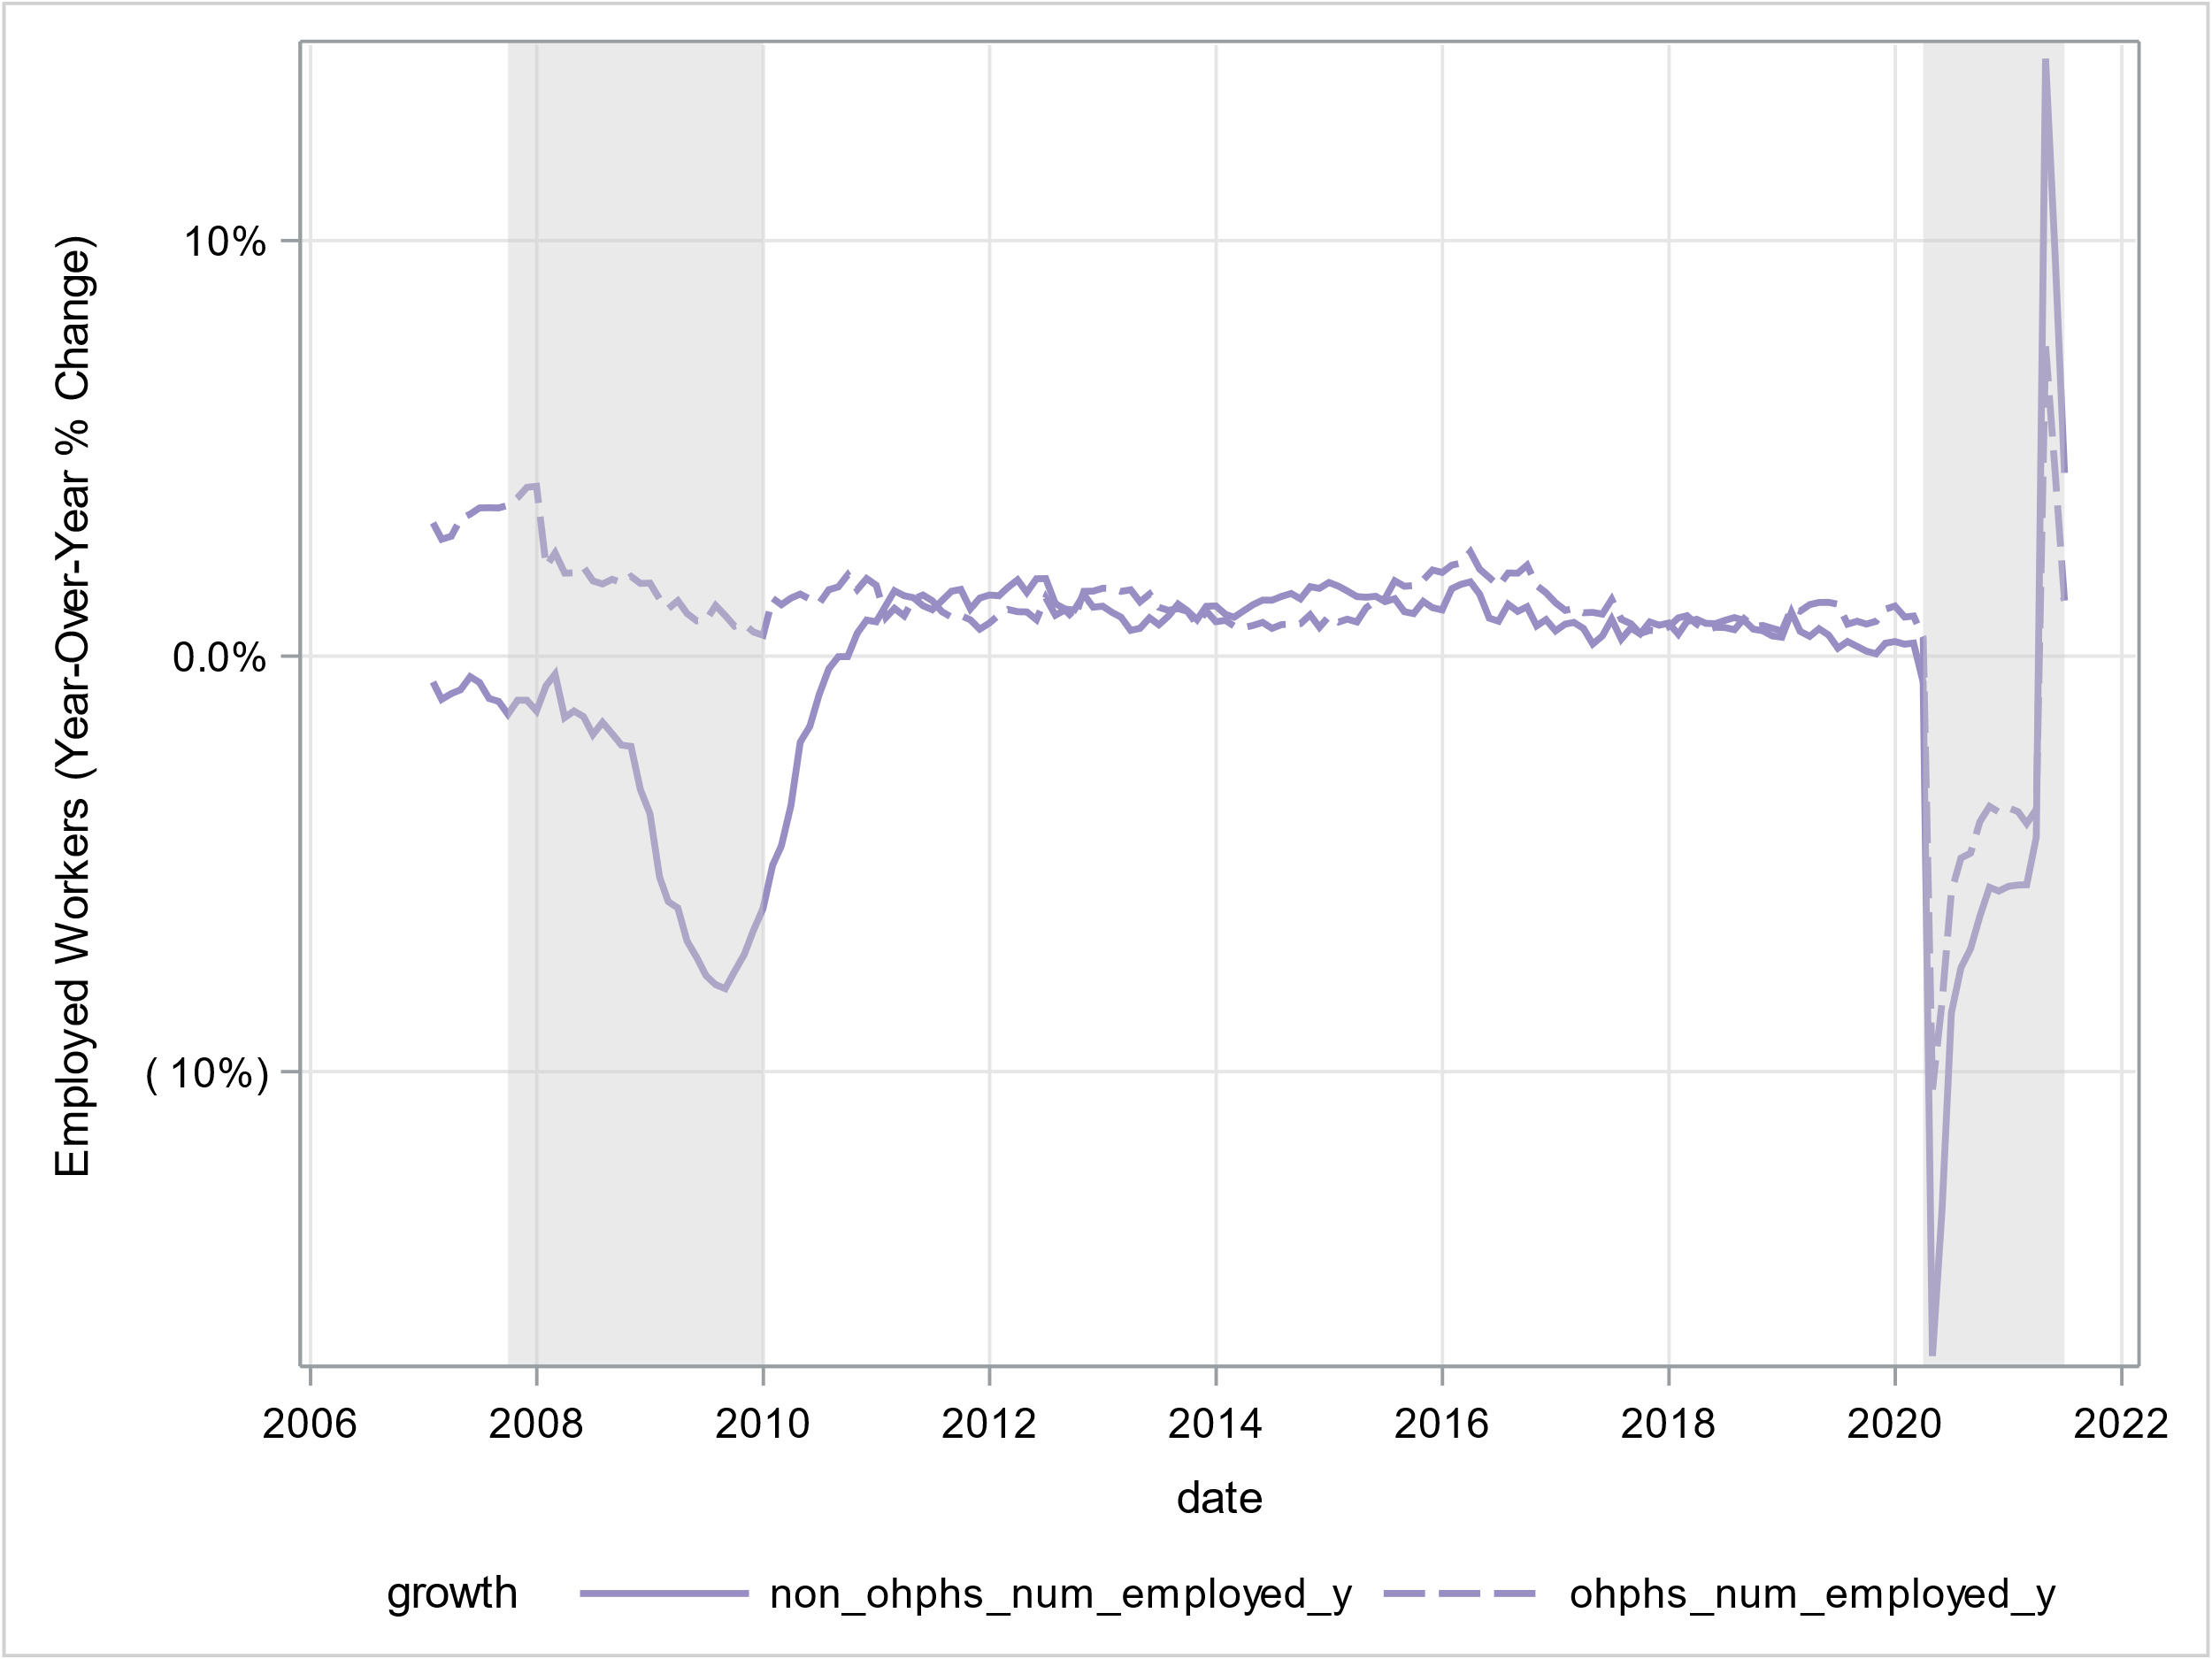 Employed Workers (Year-Over-Year % Change)
10%
0.0%
( 10%)
2006 2008 2010 2012 2014 2016 2018 2020 2022
date
growth non_ohphs_num_employed_y ohphs_num_employed_y